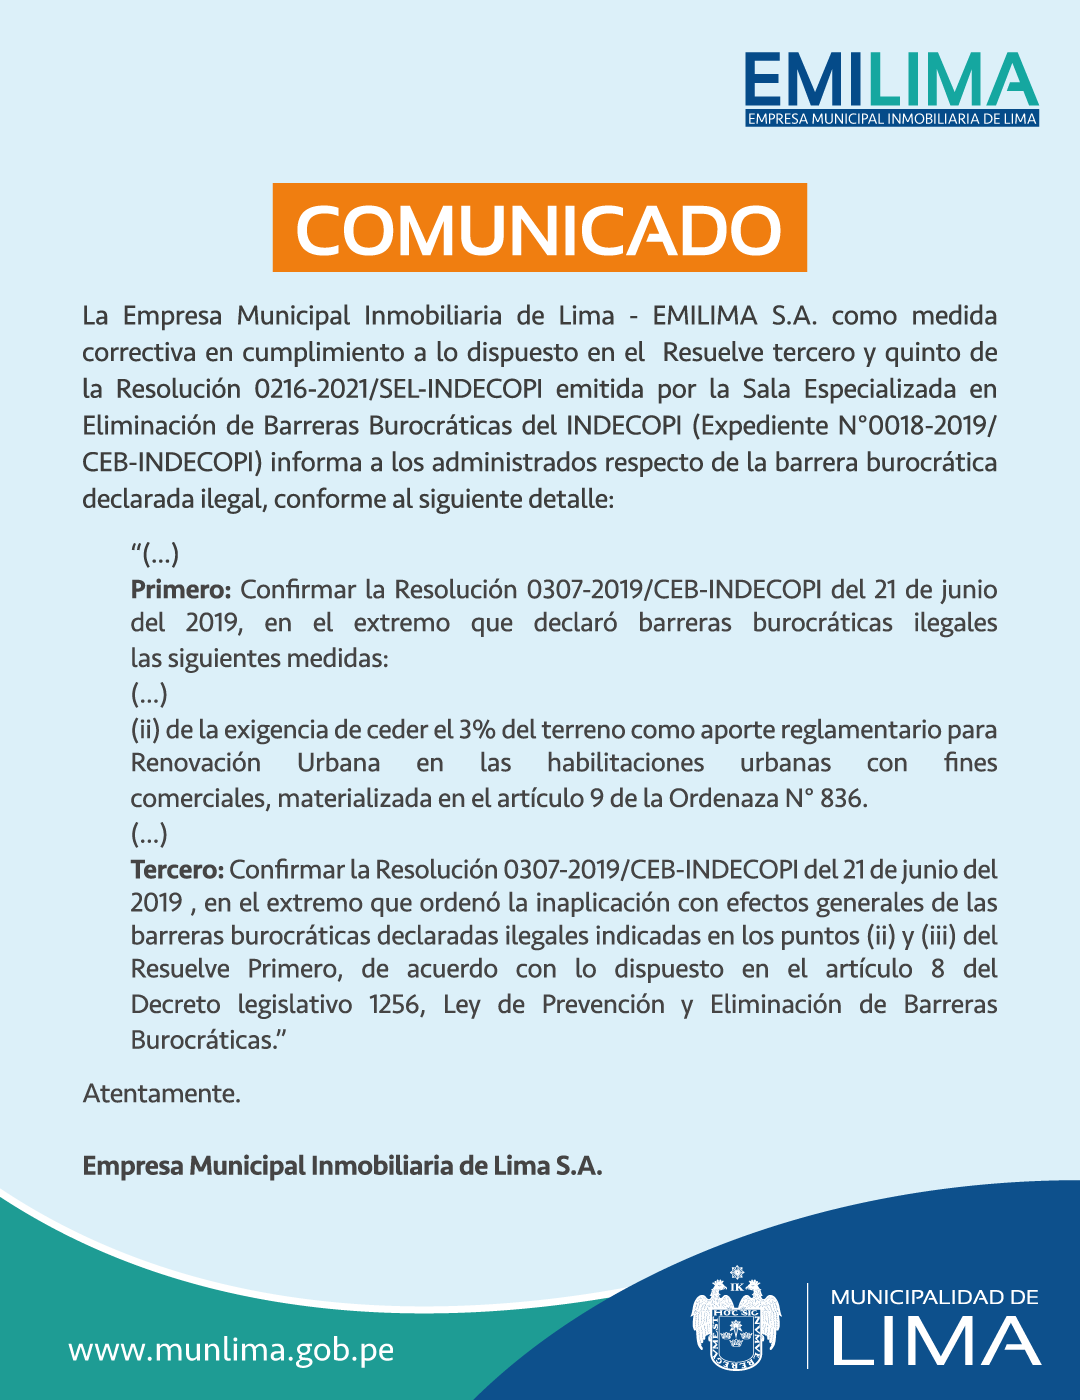 EMILIMA
EMPRESA MUNICIPAL INMOBILIARIA DE LIMA
COMUNICADO
La Empresa Municipal Inmobiliaria de Lima - EMILIMA S.A. como medida
correctiva en cumplimiento a lo dispuesto en el Resuelve tercero y quinto de
la Resolución 0216-2021/SEL-INDECOPI emitida por la Sala Especializada en
Eliminación de Barreras Burocráticas del INDECOPI (Expediente N°0018-2019/
CEB-INDECOPI) informa a los administrados respecto de la barrera burocrática
declarada ilegal, conforme al siguiente detalle:
“(...)
Primero: Confirmar la Resolución 0307-2019/CEB-INDECOPI del 21 de junio
del 2019, en el extremo que declaró barreras burocráticas ilegales
las siguientes medidas:
(...)
(ii) de la exigencia de ceder el 3% del terreno como aporte reglamentario para
Renovación Urbana en las habilitaciones urbanas con fines
comerciales, materializada en el artículo 9 de la Ordenaza N° 836.
(...)
Tercero: Confirmar la Resolución 0307-2019/CEB-INDECOPI del 21 de junio del
2019 , en el extremo que ordenó la inaplicación con efectos generales de las
barreras burocráticas declaradas ilegales indicadas en los puntos (ii) y (iii) del
Resuelve Primero, de acuerdo con lo dispuesto en el artículo 8 del
Decreto legislativo 1256, Ley de Prevención y Eliminación de Barreras
Burocráticas.”
Atentamente.
Empresa Municipal Inmobiliaria de Lima S.A.
www.munlima.gob.pe
IK
HOC SIGNUM VERE REGUM EST
MUNICIPALIDAD DE
LIMA